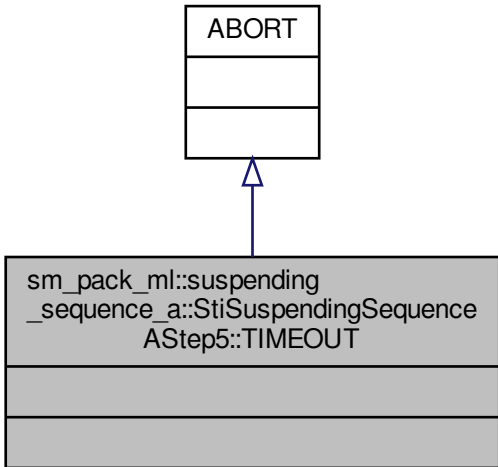 ABORT
sm_pack_ml::suspending
_sequence_a::StiSuspendingSequence
AStep5::TIMEOUT